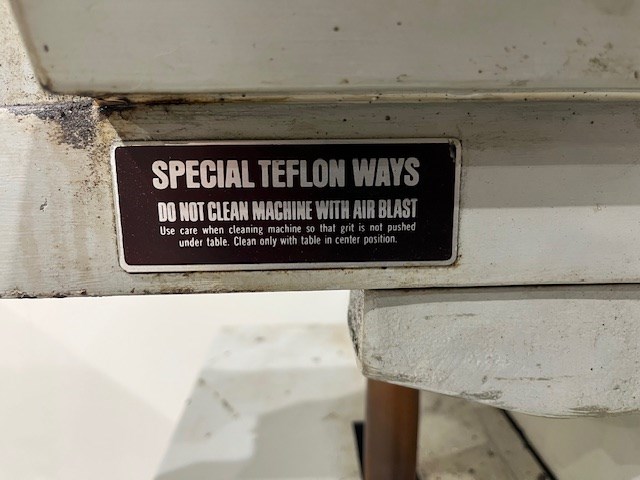 SPECIAL TEFLON WAYS
DO NOT CLEAN MACHINE WITH AIR BLAST
Use care when cleaning machine so that grit is not pushed
under table. Clean only with table in center position.